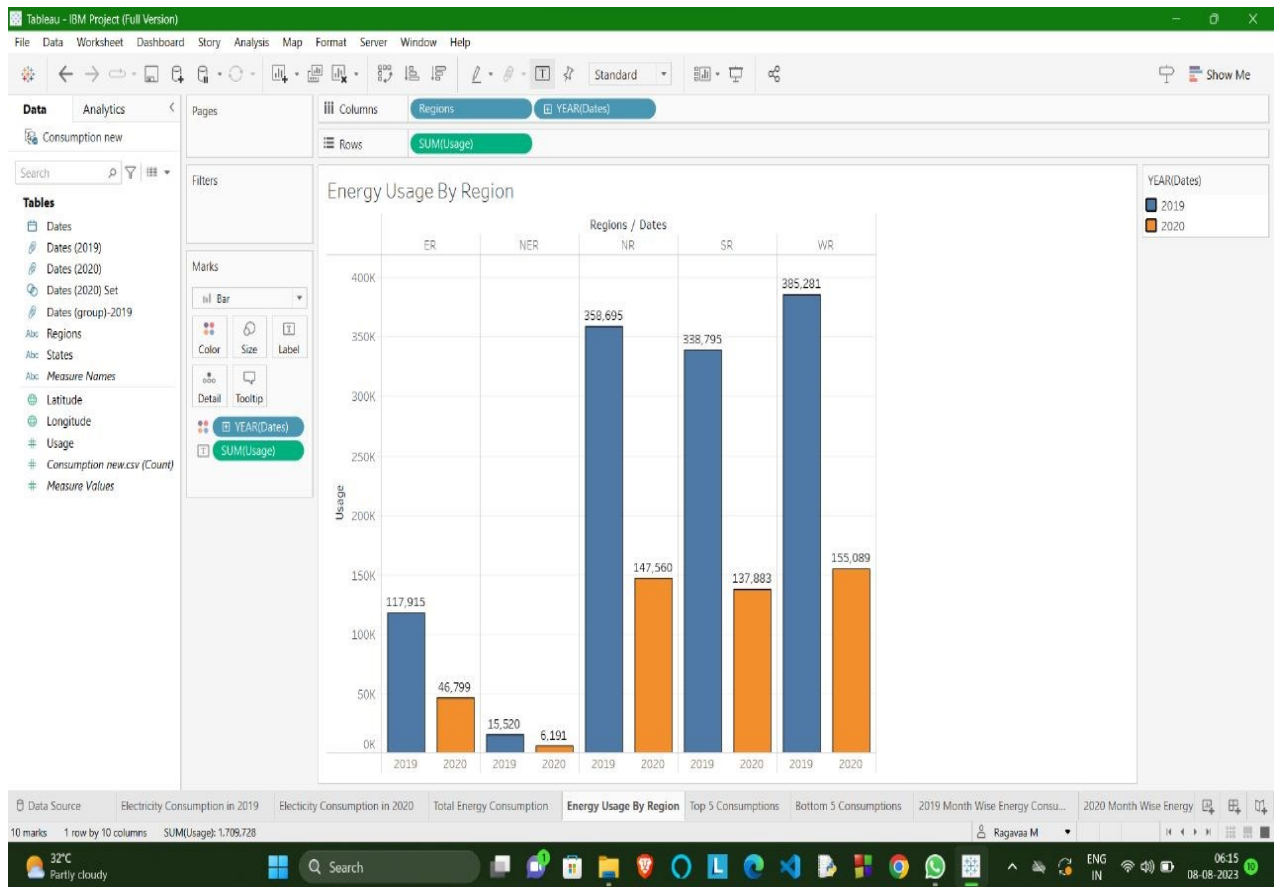 Tableau - IBM Project (Full Version)
File Data Worksheet Dashboard Story Analysis Map Format Server Window Help
Standard
Show Me
Data Analytics
Consumption new
Search
Tables
Dates
Dates (2019)
Dates (2020)
Dates (2020) Set
Dates (group)-2019
Abc Regions
Abc States
Abc Measure Names
Latitude
Longitude
# Usage
# Consumption new.csv (Count)
# Measure Values
Pages
Filters
Marks
Bar
Color Size Label
Detail Tooltip
YEAR(Dates)
SUM(Usage)
Columns Regions YEAR(Dates)
Rows SUM(Usage)
Energy Usage By Region
Regions / Dates
ER NER NR SR WR
Usage
400K
350K
300K
250K
200K
150K
100K
50K
0K
117,915
46,799
15,520
6,191
358,695
147,560
338,795
137,883
385,281
155,089
2019 2020 2019 2020 2019 2020 2019 2020 2019 2020
YEAR(Dates)
2019
2020
Data Source Electricity Consumption in 2019 Electicity Consumption in 2020 Total Energy Consumption Energy Usage By Region Top 5 Consumptions Bottom 5 Consumptions 2019 Month Wise Energy Consu... 2020 Month Wise Energy
10 marks 1 row by 10 columns SUM(Usage): 1,709,728
Ragavaa M
32°C
Partly cloudy
Search
ENG
IN
06:15
08-08-2023
10